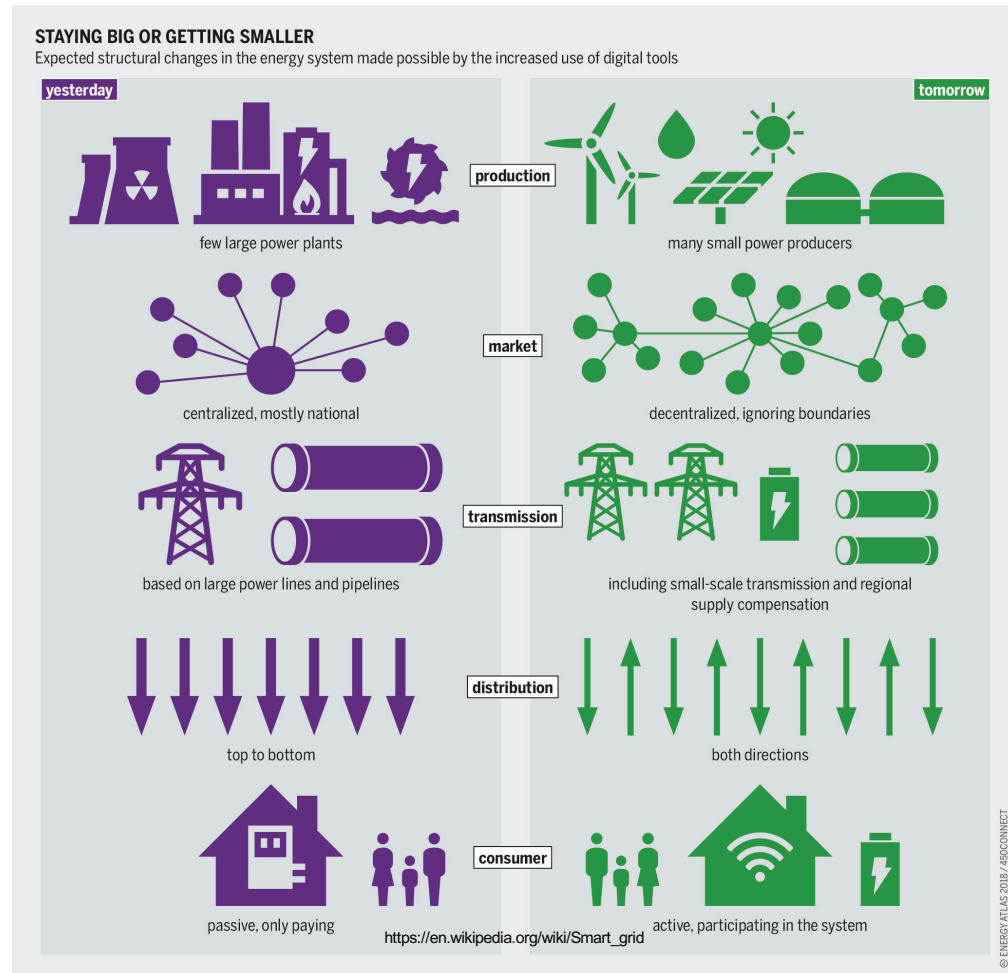 STAYING BIG OR GETTING SMALLER
Expected structural changes in the energy system made possible by the increased use of digital tools
yesterday
tomorrow
production
few large power plants
many small power producers
market
centralized, mostly national
decentralized, ignoring boundaries
transmission
based on large power lines and pipelines
including small-scale transmission and regional
supply compensation
distribution
top to bottom
both directions
consumer
passive, only paying
active, participating in the system
https://en.wikipedia.org/wiki/Smart_grid
© ENERGY ATLAS 2018 / 450CONNECT